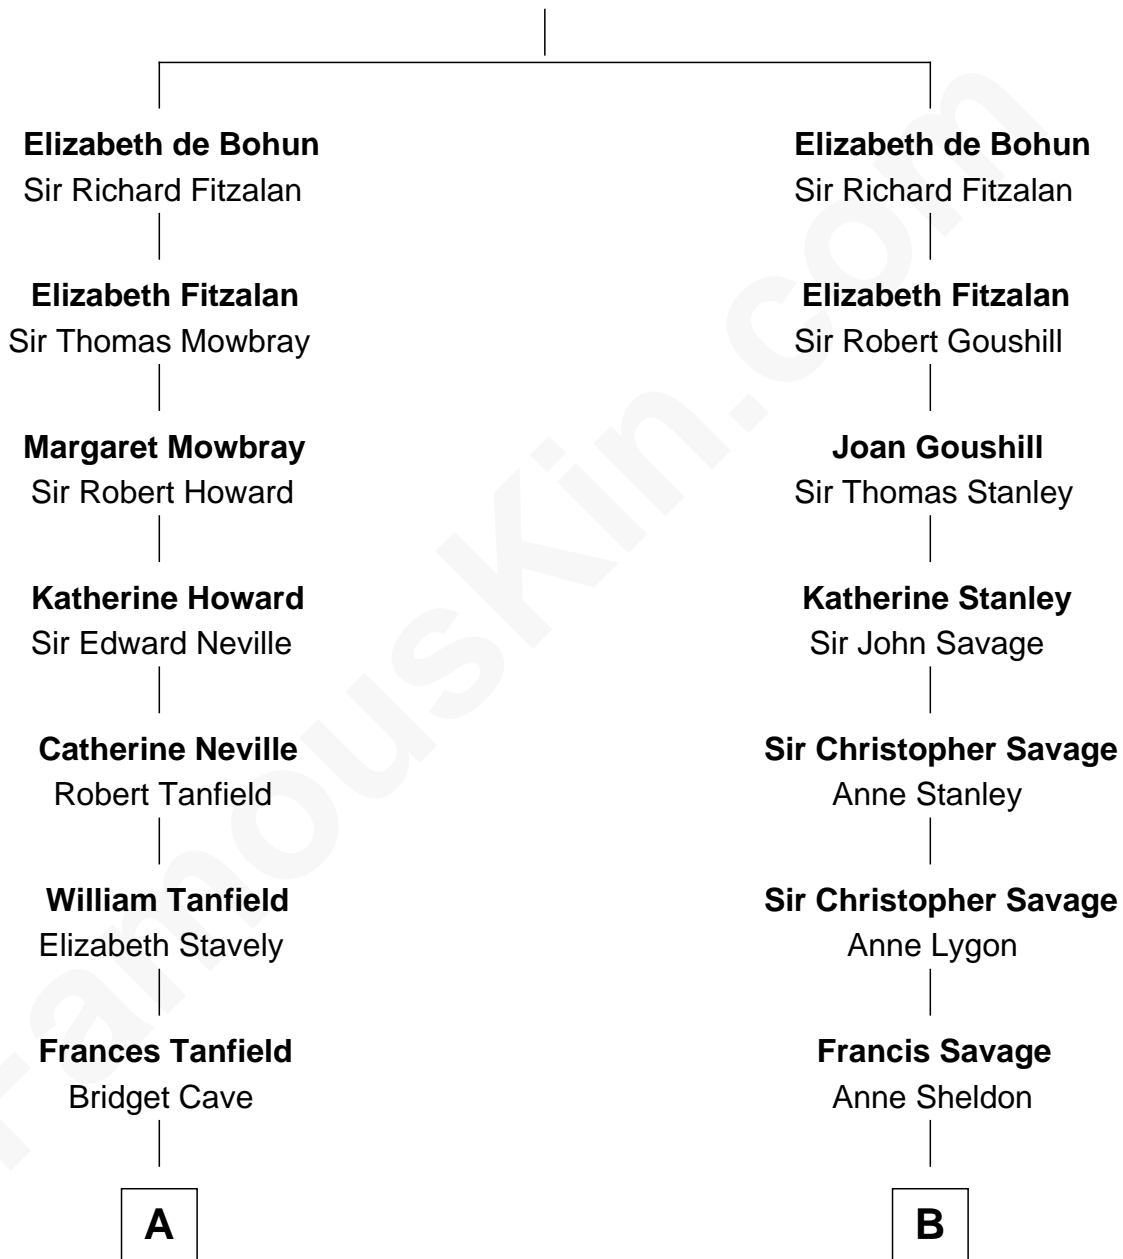 Elizabeth de Bohun
Sir Richard Fitzalan
Elizabeth Fitzalan
Sir Thomas Mowbray
Margaret Mowbray
Sir Robert Howard
Katherine Howard
Sir Edward Neville
Catherine Neville
Robert Tanfield
William Tanfield
Elizabeth Stavely
Frances Tanfield
Bridget Cave
A
Elizabeth de Bohun
Sir Richard Fitzalan
Elizabeth Fitzalan
Sir Robert Goushill
Joan Goushill
Sir Thomas Stanley
Katherine Stanley
Sir John Savage
Sir Christopher Savage
Anne Stanley
Sir Christopher Savage
Anne Lygon
Francis Savage
Anne Sheldon
B
FamousKin.com